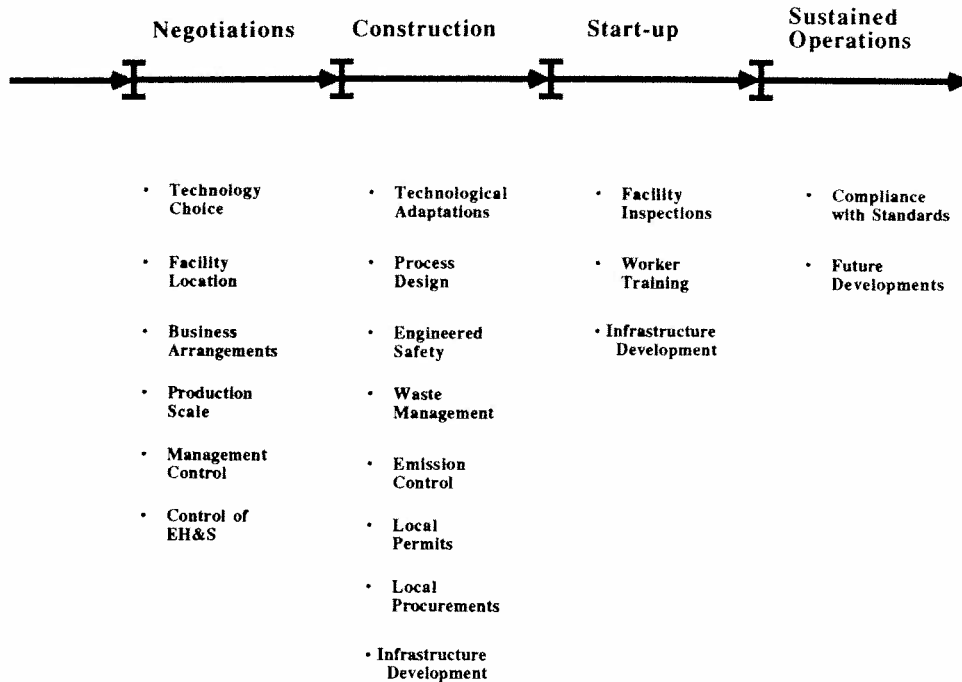 Negotiations
Construction
Start-up
Sustained
Operations
• Technology
Choice
• Facility
Location
• Business
Arrangements
• Production
Scale
• Management
Control
• Control of
EH&S
• Technological
Adaptations
• Process
Design
• Engineered
Safety
• Waste
Management
• Emission
Control
• Local
Permits
• Local
Procurements
• Infrastructure
Development
• Facility
Inspections
• Worker
Training
• Infrastructure
Development
• Compliance
with Standards
• Future
Developments